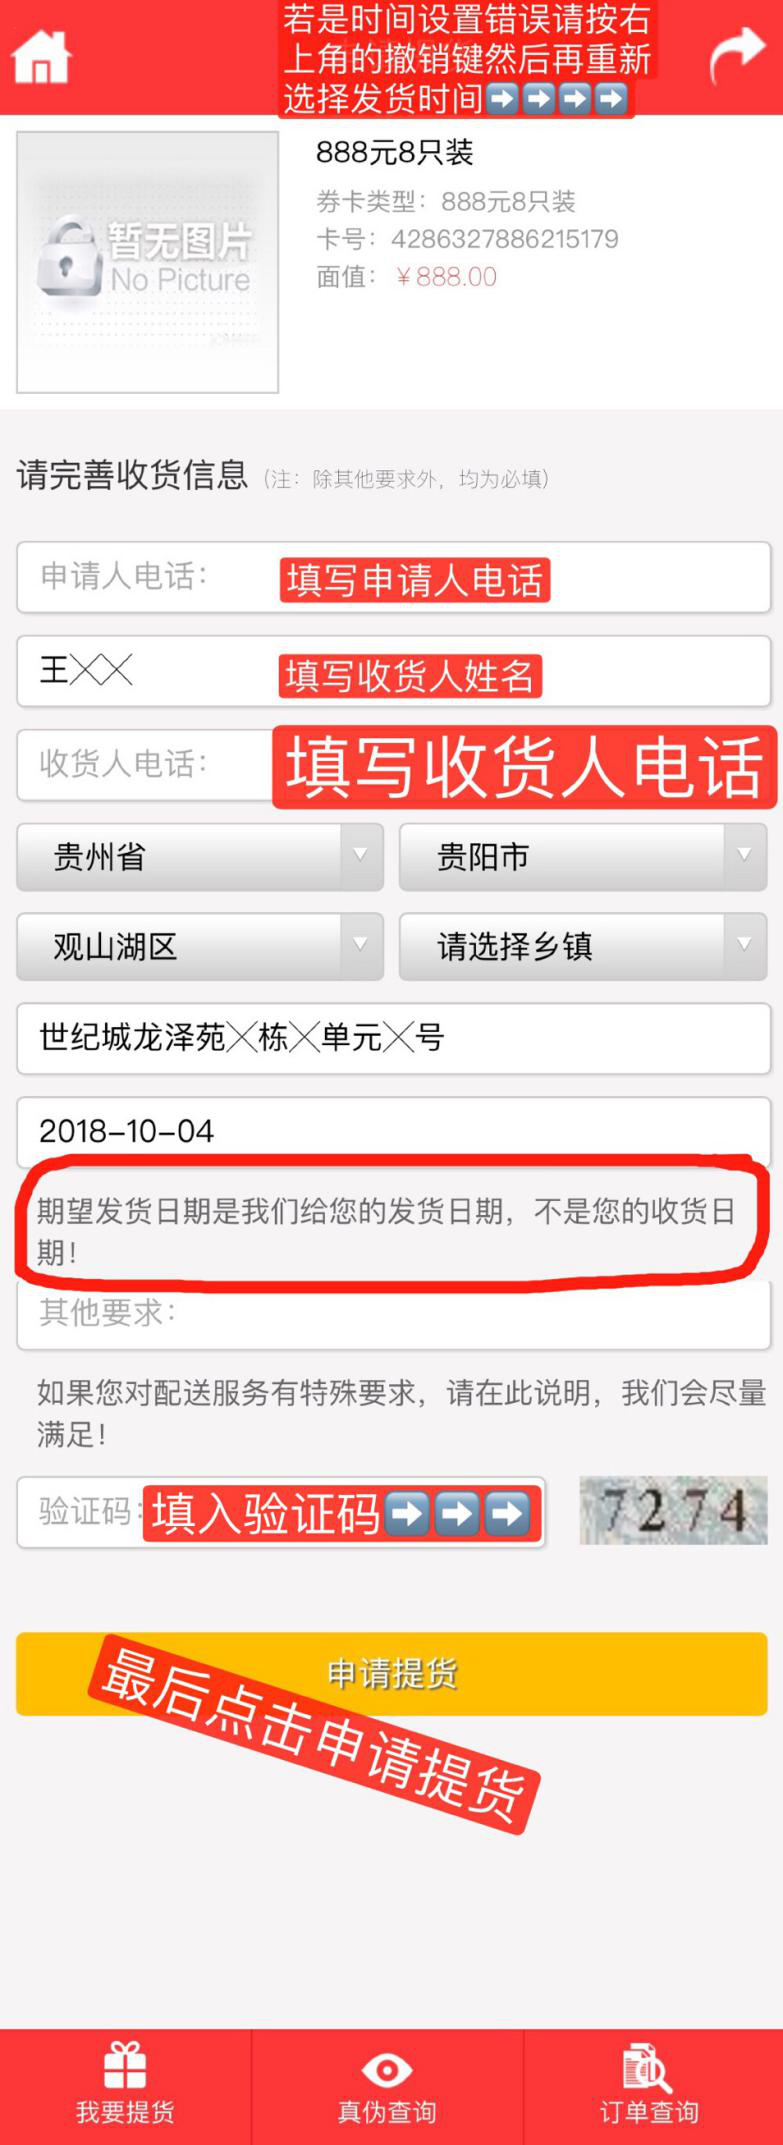 若是时间设置错误请按右
上角的撤销键然后再重新
选择发货时间➡➡➡➡
888元8只装
暂无图片
No Picture
券卡类型：888元8只装
卡号：4286327886215179
面值：￥888.00
请完善收货信息（注：除其他要求外，均为必填）
申请人电话： 填写申请人电话
王╳╳ 填写收货人姓名
收货人电话： 填写收货人电话
贵州省 贵阳市
观山湖区 请选择乡镇
世纪城龙泽苑╳栋╳单元╳号
2018-10-04
期望发货日期是我们给您的发货日期，不是您的收货日
期！
其他要求：
如果您对配送服务有特殊要求，请在此说明，我们会尽量
满足！
验证码： 填入验证码➡➡➡ 7274
申请提货
最后点击申请提货
我要提货 真伪查询 订单查询